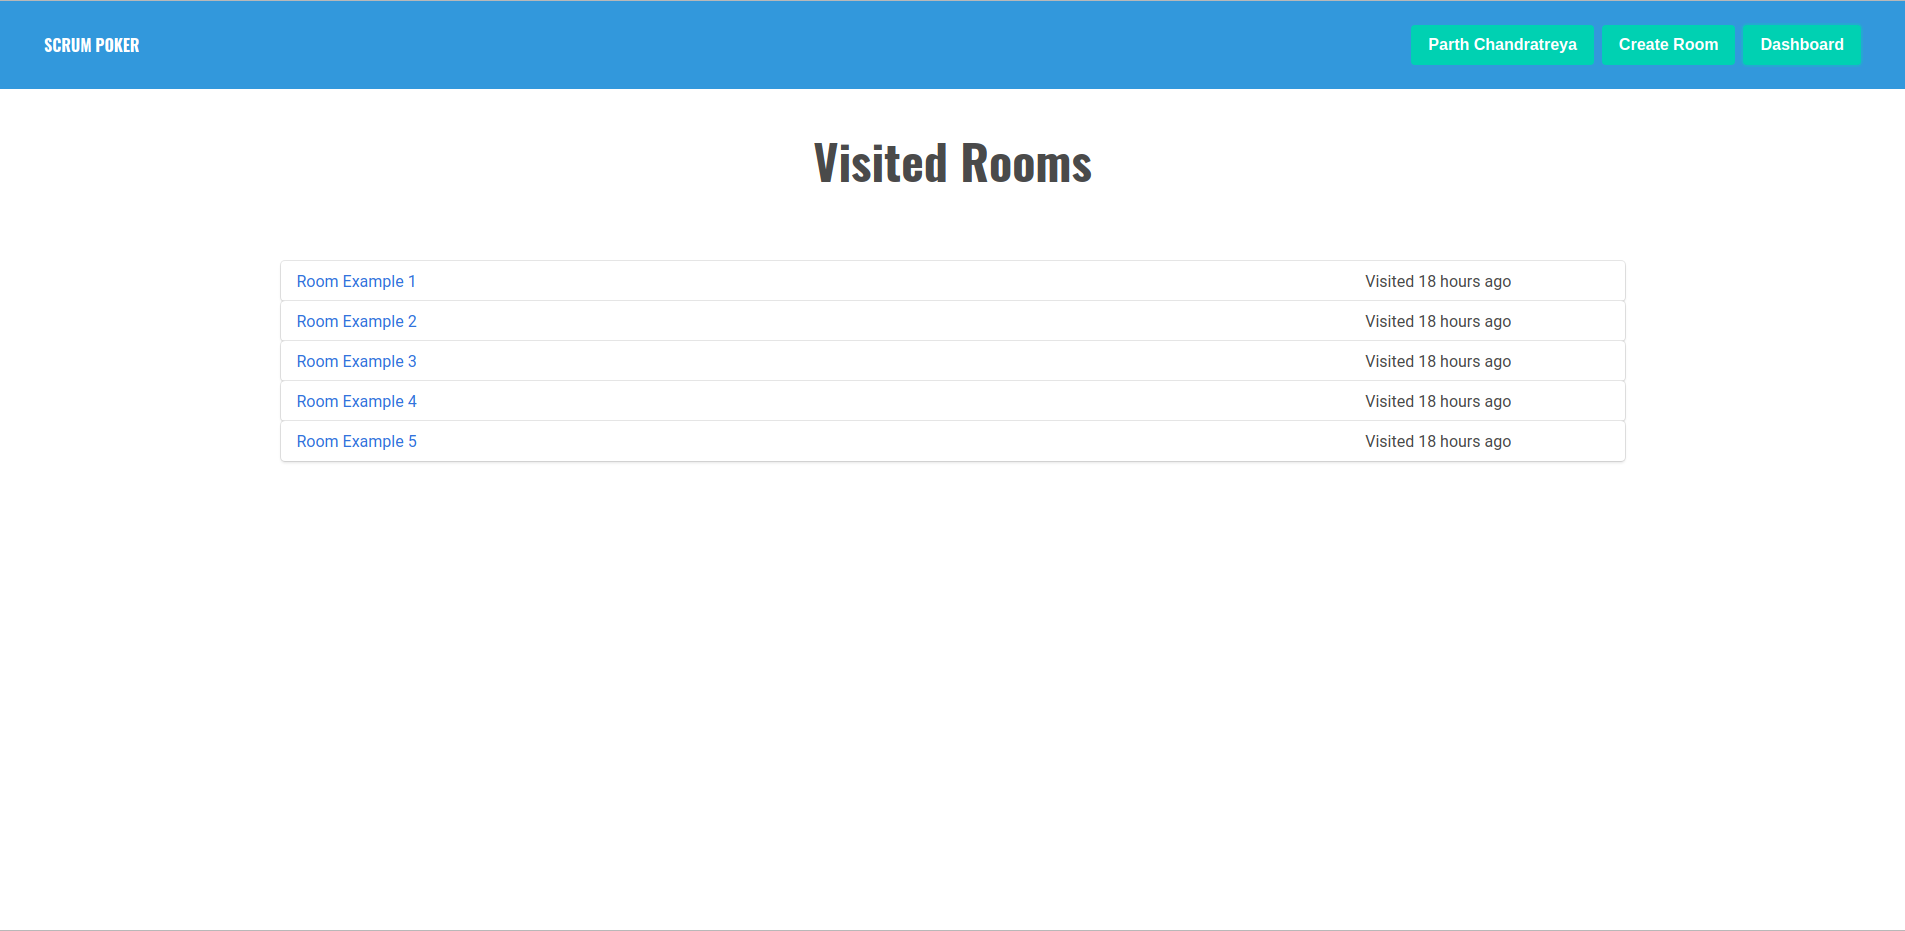 SCRUM POKER
Parth Chandratreya
Create Room
Dashboard
Visited Rooms
Room Example 1 Visited 18 hours ago
Room Example 2 Visited 18 hours ago
Room Example 3 Visited 18 hours ago
Room Example 4 Visited 18 hours ago
Room Example 5 Visited 18 hours ago